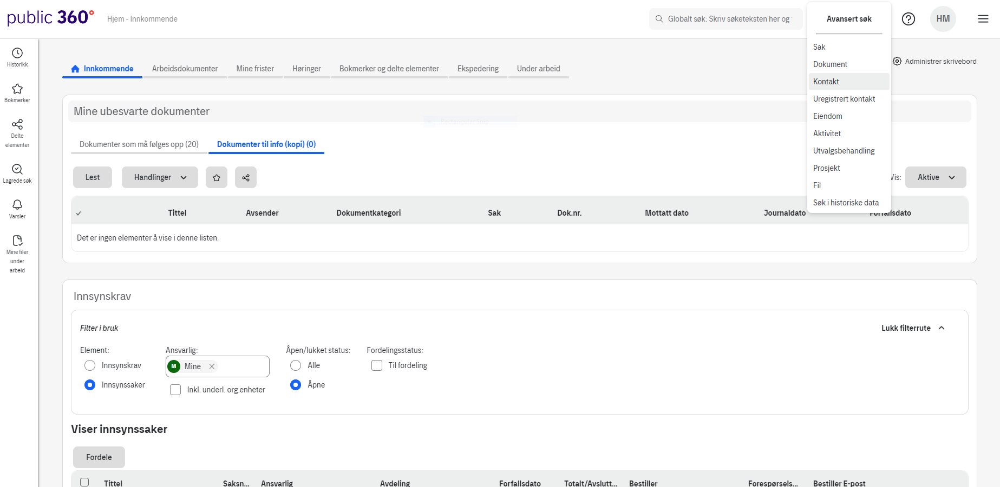 public 360°
Hjem - Innkommende
Globalt søk: Skriv søketeksten her og
Avansert søk
HM
Sak
Dokument
Kontakt
Uregistrert kontakt
Eiendom
Aktivitet
Utvalgsbehandling
Prosjekt
Fil
Søk i historiske data
Administrer skrivebord
Historikk
Bokmerker
Delte
elementer
Lagrede søk
Varsler
Mine filer
under
arbeid
Innkommende Arbeidsdokumenter Mine frister Høringer Bokmerker og delte elementer Ekspedering Under arbeid
Mine ubesvarte dokumenter
Dokumenter som må følges opp (20) Dokumenter til info (kopi) (0)
Lest Handlinger Vis: Aktive
Tittel Avsender Dokumentkategori Sak Dok.nr. Mottatt dato Journaldato Forfallsdato
Det er ingen elementer å vise i denne listen.
Innsynskrav
Filter i bruk Lukk filterrute
Element: Ansvarlig: Åpen/lukket status: Fordelingsstatus:
Innsynskrav M Mine Alle Til fordeling
Innsynssaker Inkl. underl. org.enheter Åpne
Viser innsynssaker
Fordele
Tittel Saksn... Ansvarlig Avdeling Forfallsdato Totalt/Avslutt... Bestiller Forespørsels... Bestiller E-post